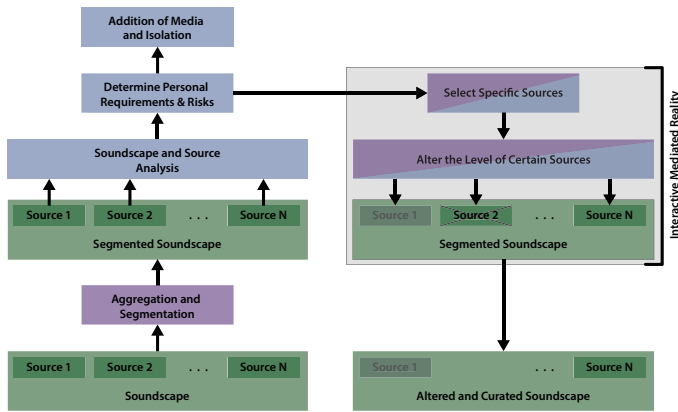 Addition of Media
and Isolation
Determine Personal
Requirements & Risks
Soundscape and Source
Analysis
Source 1 Source 2 . . . Source N
Segmented Soundscape
Aggregation and
Segmentation
Source 1 Source 2 . . . Source N
Soundscape
Select Specific Sources
Alter the Level of Certain Sources
Source 1 Source 2 . . . Source N
Segmented Soundscape
Interactive Mediated Reality
Source 1 . . . Source N
Altered and Curated Soundscape